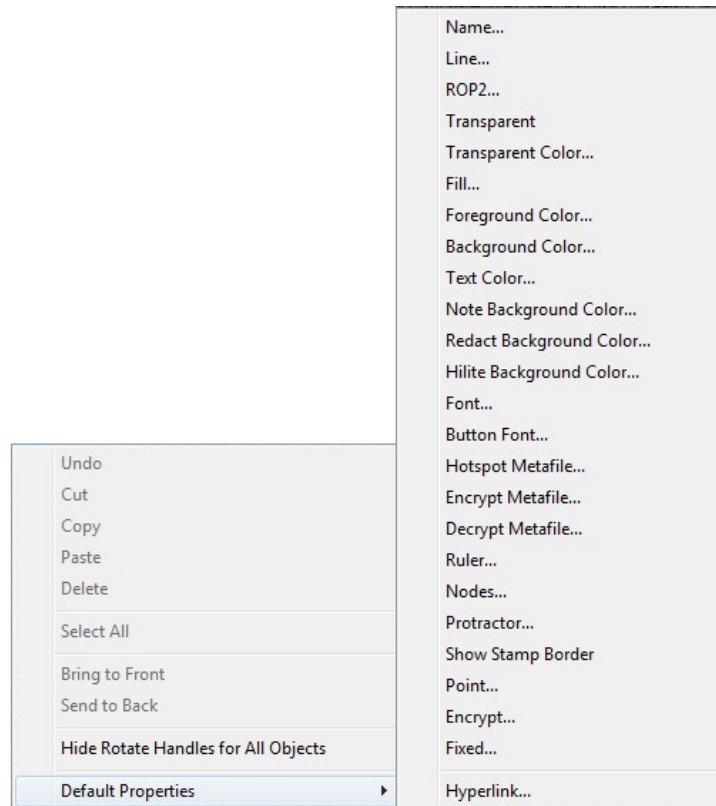 Undo
Cut
Copy
Paste
Delete
Select All
Bring to Front
Send to Back
Hide Rotate Handles for All Objects
Default Properties
Name...
Line...
ROP2...
Transparent
Transparent Color...
Fill...
Foreground Color...
Background Color...
Text Color...
Note Background Color...
Redact Background Color...
Hilite Background Color...
Font...
Button Font...
Hotspot Metafile...
Encrypt Metafile...
Decrypt Metafile...
Ruler...
Nodes...
Protractor...
Show Stamp Border
Point...
Encrypt...
Fixed...
Hyperlink...